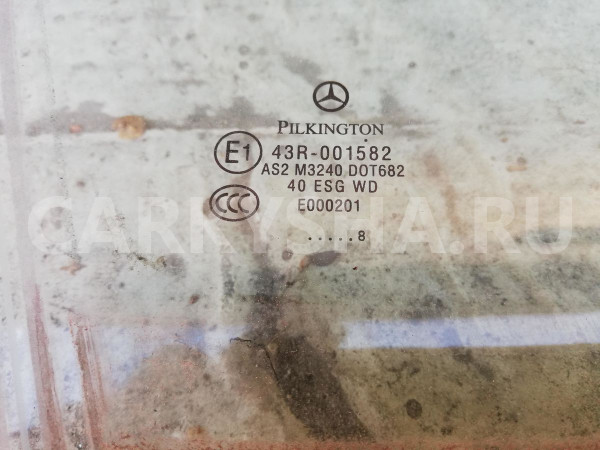 PILKINGTON
E1 43R-001582
AS2 M3240 DOT682
40 ESG WD
CCC E000201
.....8
CARKYSHA.RU